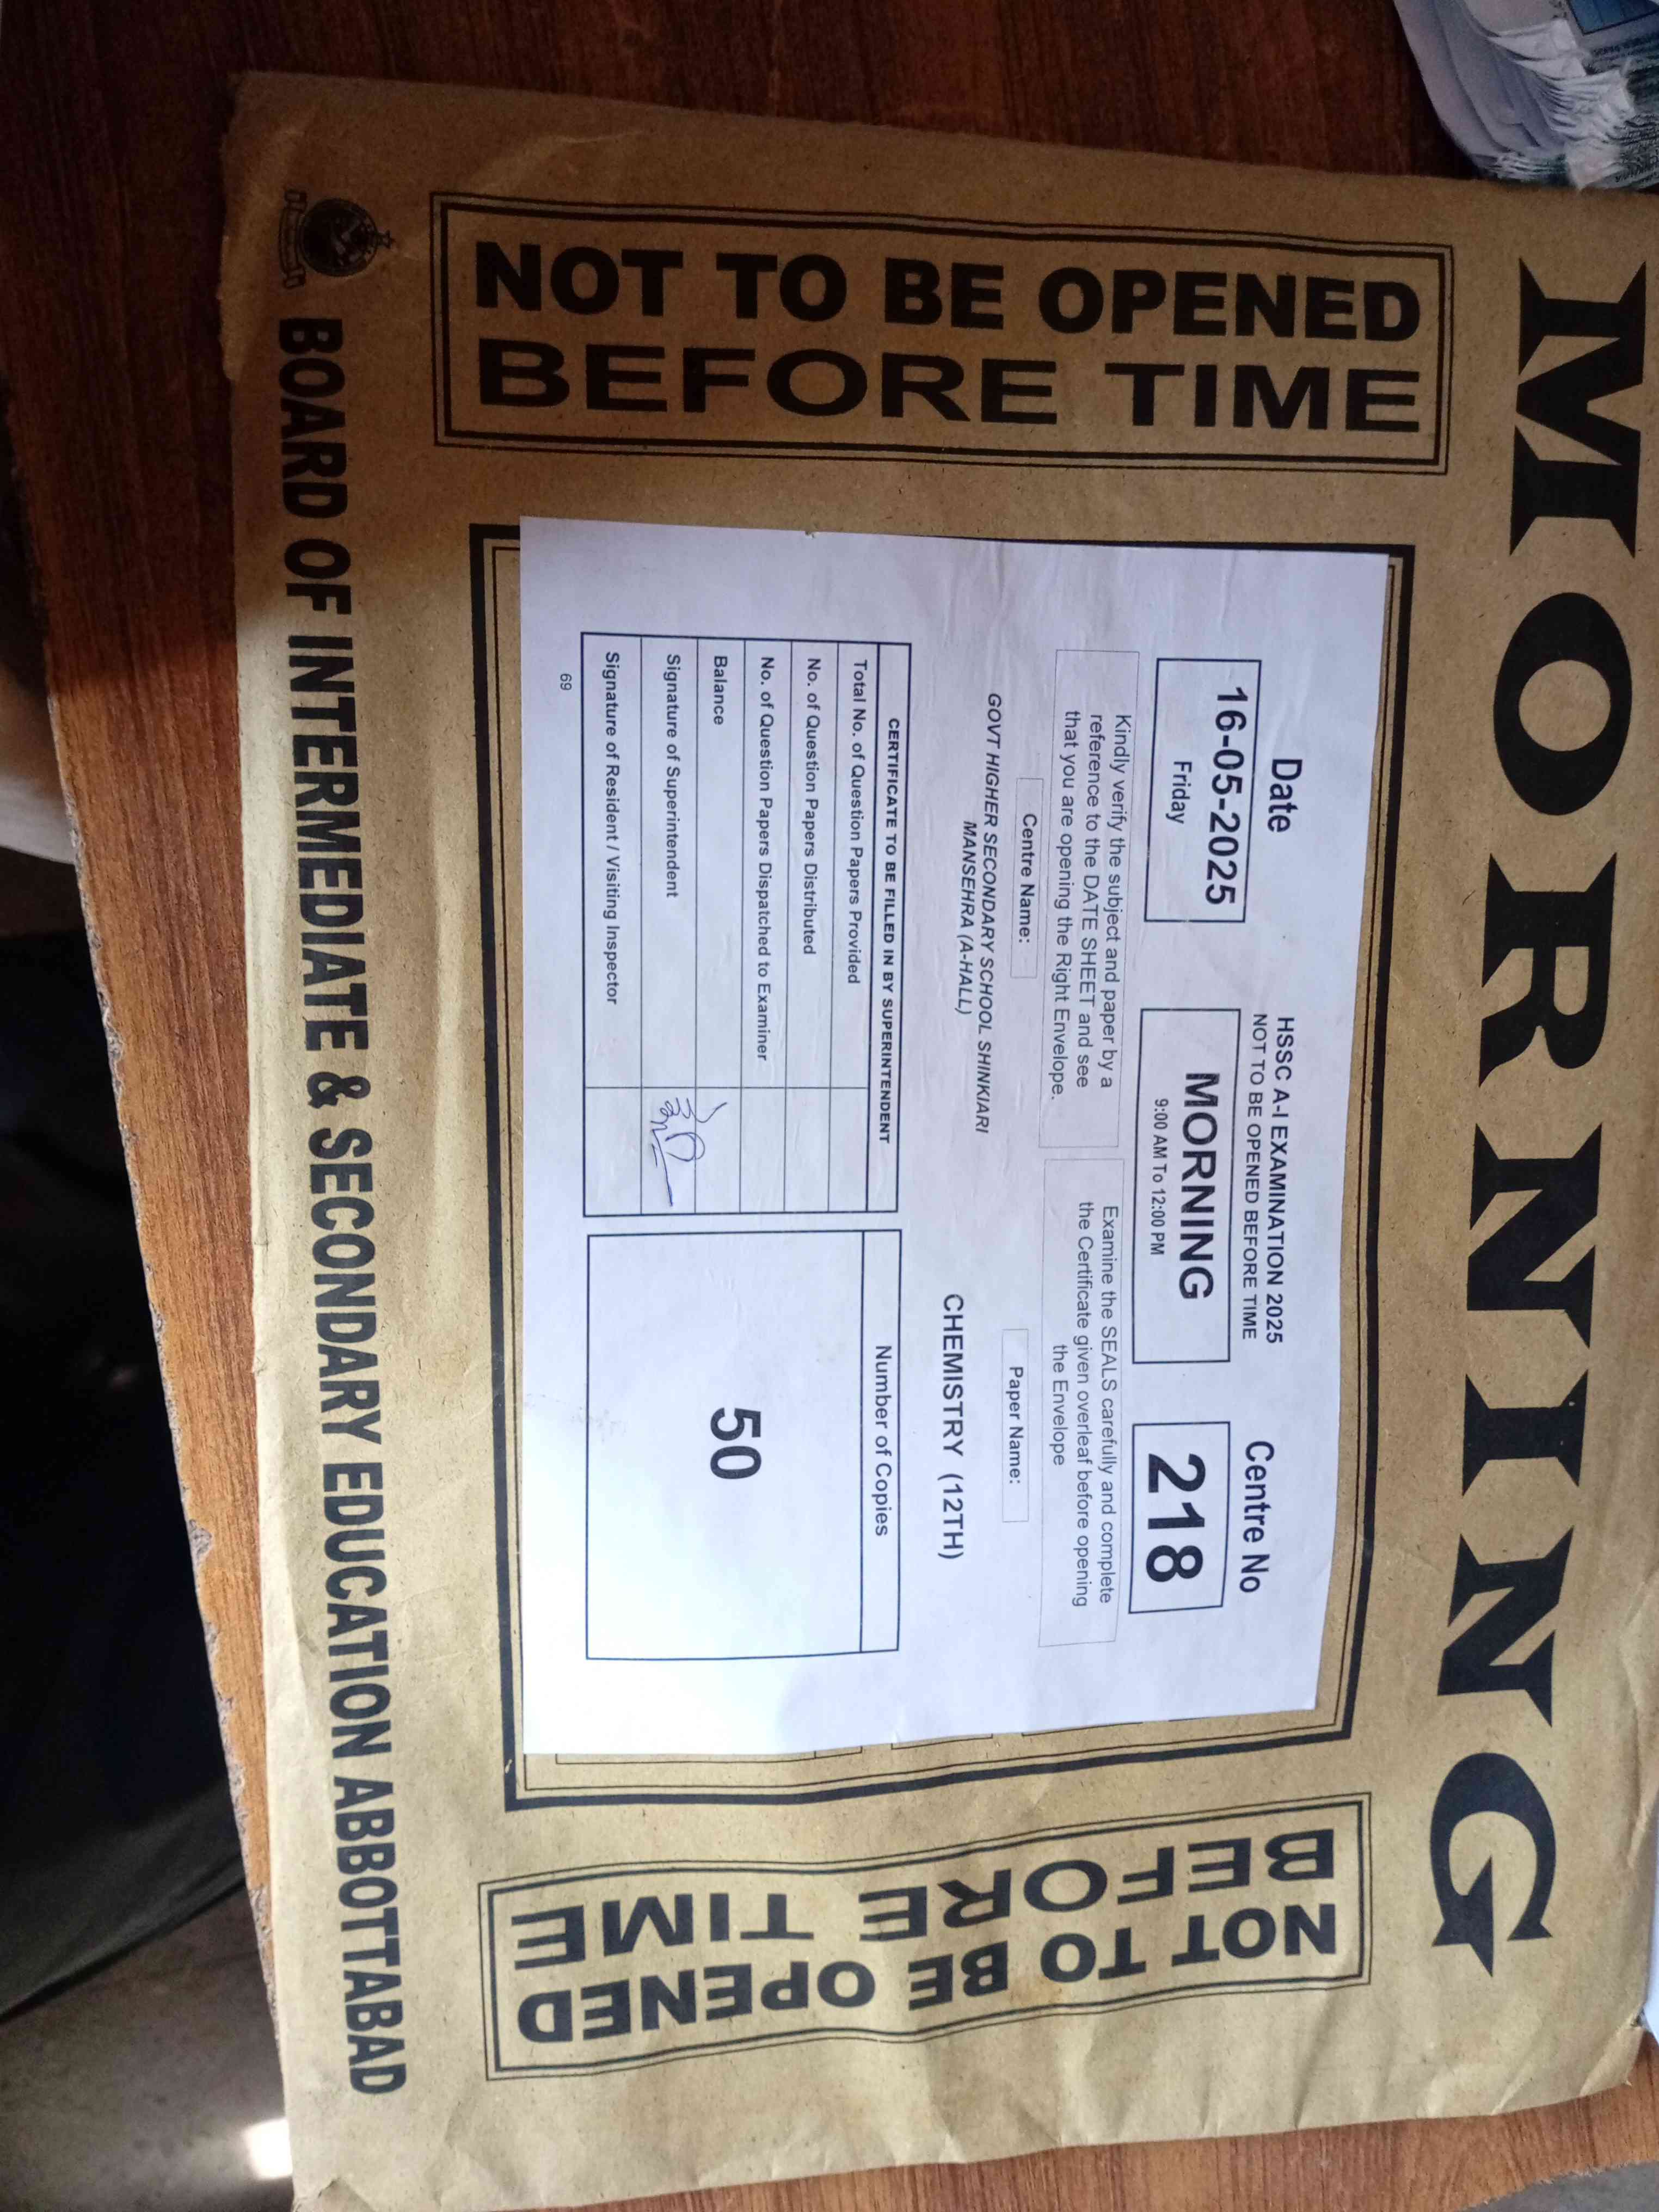 MORNING
NOT TO BE OPENED
BEFORE TIME
HSSC A-I EXAMINATION 2025
NOT TO BE OPENED BEFORE TIME
Date
Centre No
16-05-2025
Friday
MORNING
9:00 AM To 12:00 PM
218
Kindly verify the subject and paper by a
reference to the DATE SHEET and see
that you are opening the Right Envelope.
Examine the SEALS carefully and complete
the Certificate given overleaf before opening
the Envelope
Centre Name:
Paper Name:
GOVT HIGHER SECONDARY SCHOOL SHINKIARI
MANSEHRA (A-HALL)
CHEMISTRY (12TH)
CERTIFICATE TO BE FILLED IN BY SUPERINTENDENT
Total No. of Question Papers Provided
No. of Question Papers Distributed
No. of Question Papers Dispatched to Examiner
Balance
Signature of Superintendent
Signature of Resident / Visiting Inspector
Number of Copies
50
69
NOT TO BE OPENED
BEFORE TIME
BOARD OF INTERMEDIATE & SECONDARY EDUCATION ABBOTTABAD